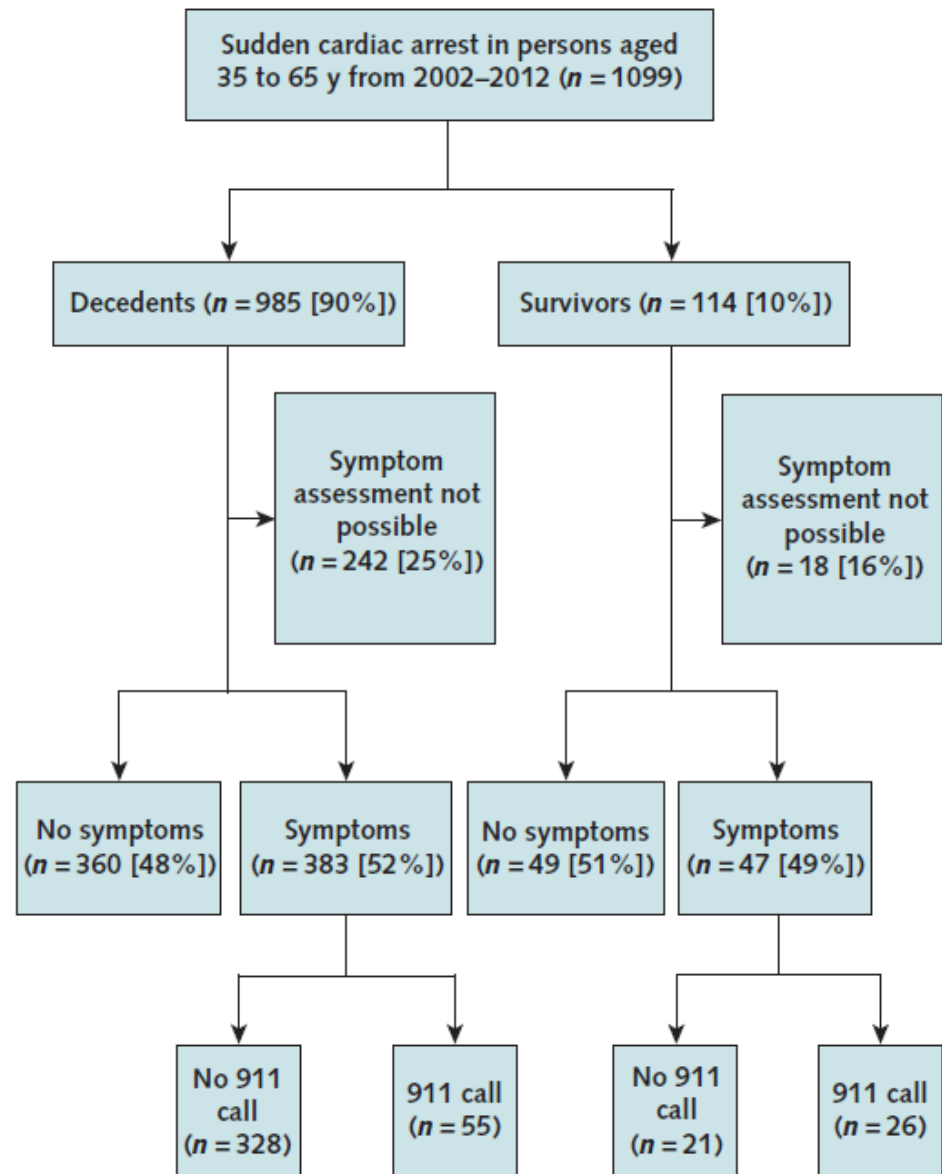 Sudden cardiac arrest in persons aged
35 to 65 y from 2002–2012 (n = 1099)
Decedents (n = 985 [90%])
Survivors (n = 114 [10%])
Symptom
assessment not
possible
(n = 242 [25%])
Symptom
assessment not
possible
(n = 18 [16%])
No symptoms
(n = 360 [48%])
Symptoms
(n = 383 [52%])
No symptoms
(n = 49 [51%])
Symptoms
(n = 47 [49%])
No 911
call
(n = 328)
911 call
(n = 55)
No 911
call
(n = 21)
911 call
(n = 26)